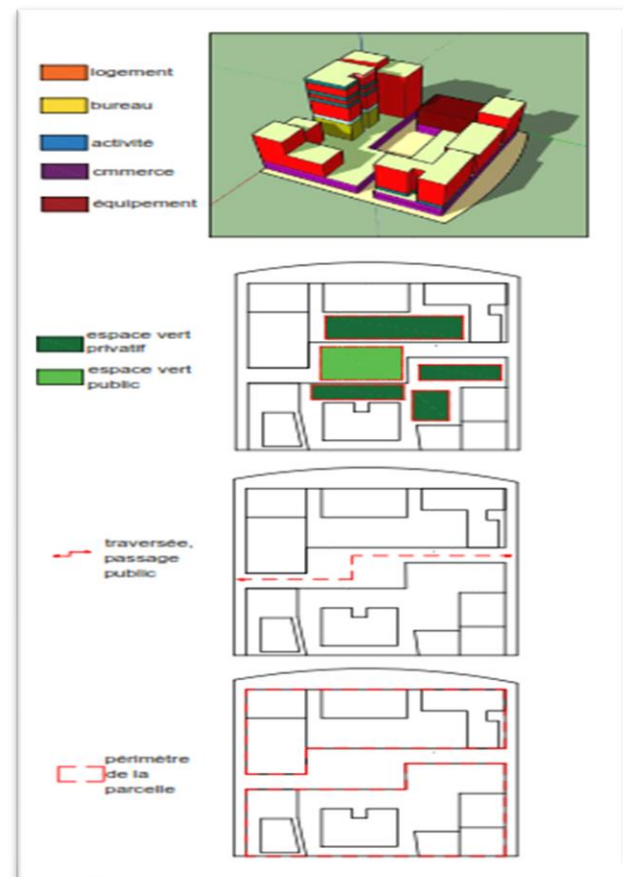 logement
bureau
activité
cmmerce
équipement
espace vert
privatif
espace vert
public
traversée,
passage
public
périmètre
de la
parcelle